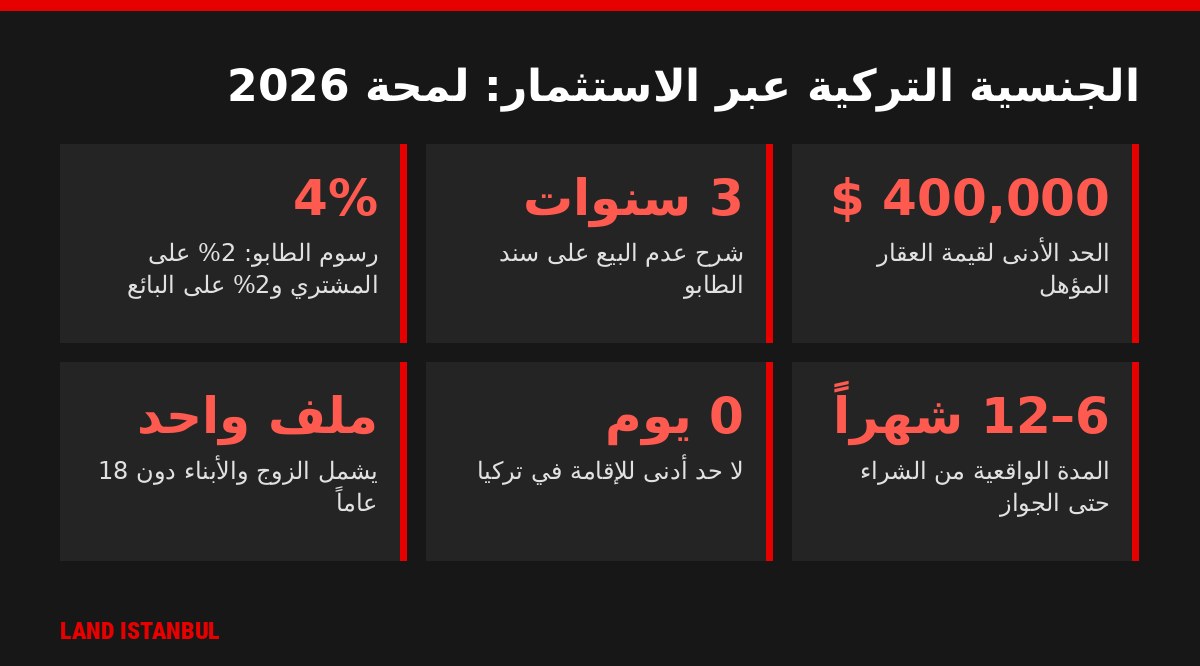 الجنسية التركية عبر الاستثمار: لمحة 2026
400,000 $
الحد الأدنى لقيمة العقار
المؤهل
3 سنوات
شرح عدم البيع على سند
الطابو
4%
رسوم الطابو: 2% على
المشتري و2% على البائع
6–12 شهراً
المدة الواقعية من الشراء
حتى الجواز
0 يوم
لا حد أدنى للإقامة في تركيا
ملف واحد
يشمل الزوج والأبناء دون 18
عاماً
LAND ISTANBUL